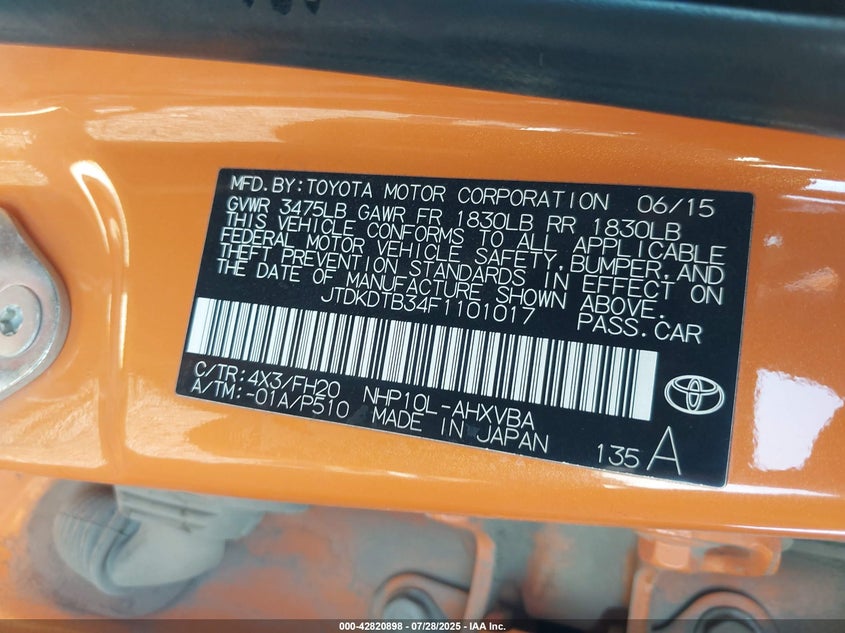 MFD. BY: TOYOTA MOTOR CORPORATION 06/15
GVWR 3475LB GAWR FR 1830LB RR 1830LB
THIS VEHICLE CONFORMS TO ALL APPLICABLE
FEDERAL MOTOR VEHICLE SAFETY, BUMPER, AND
THEFT PREVENTION STANDARDS IN EFFECT ON
THE DATE OF MANUFACTURE SHOWN ABOVE.
JTDKDTB34F1101017 PASS. CAR
C/TR: 4X3/FH20 NHP10L-AHXVBA
A/TM: -01A/P510 MADE IN JAPAN
135 A
000-42820898 - 07/28/2025 - IAA Inc.